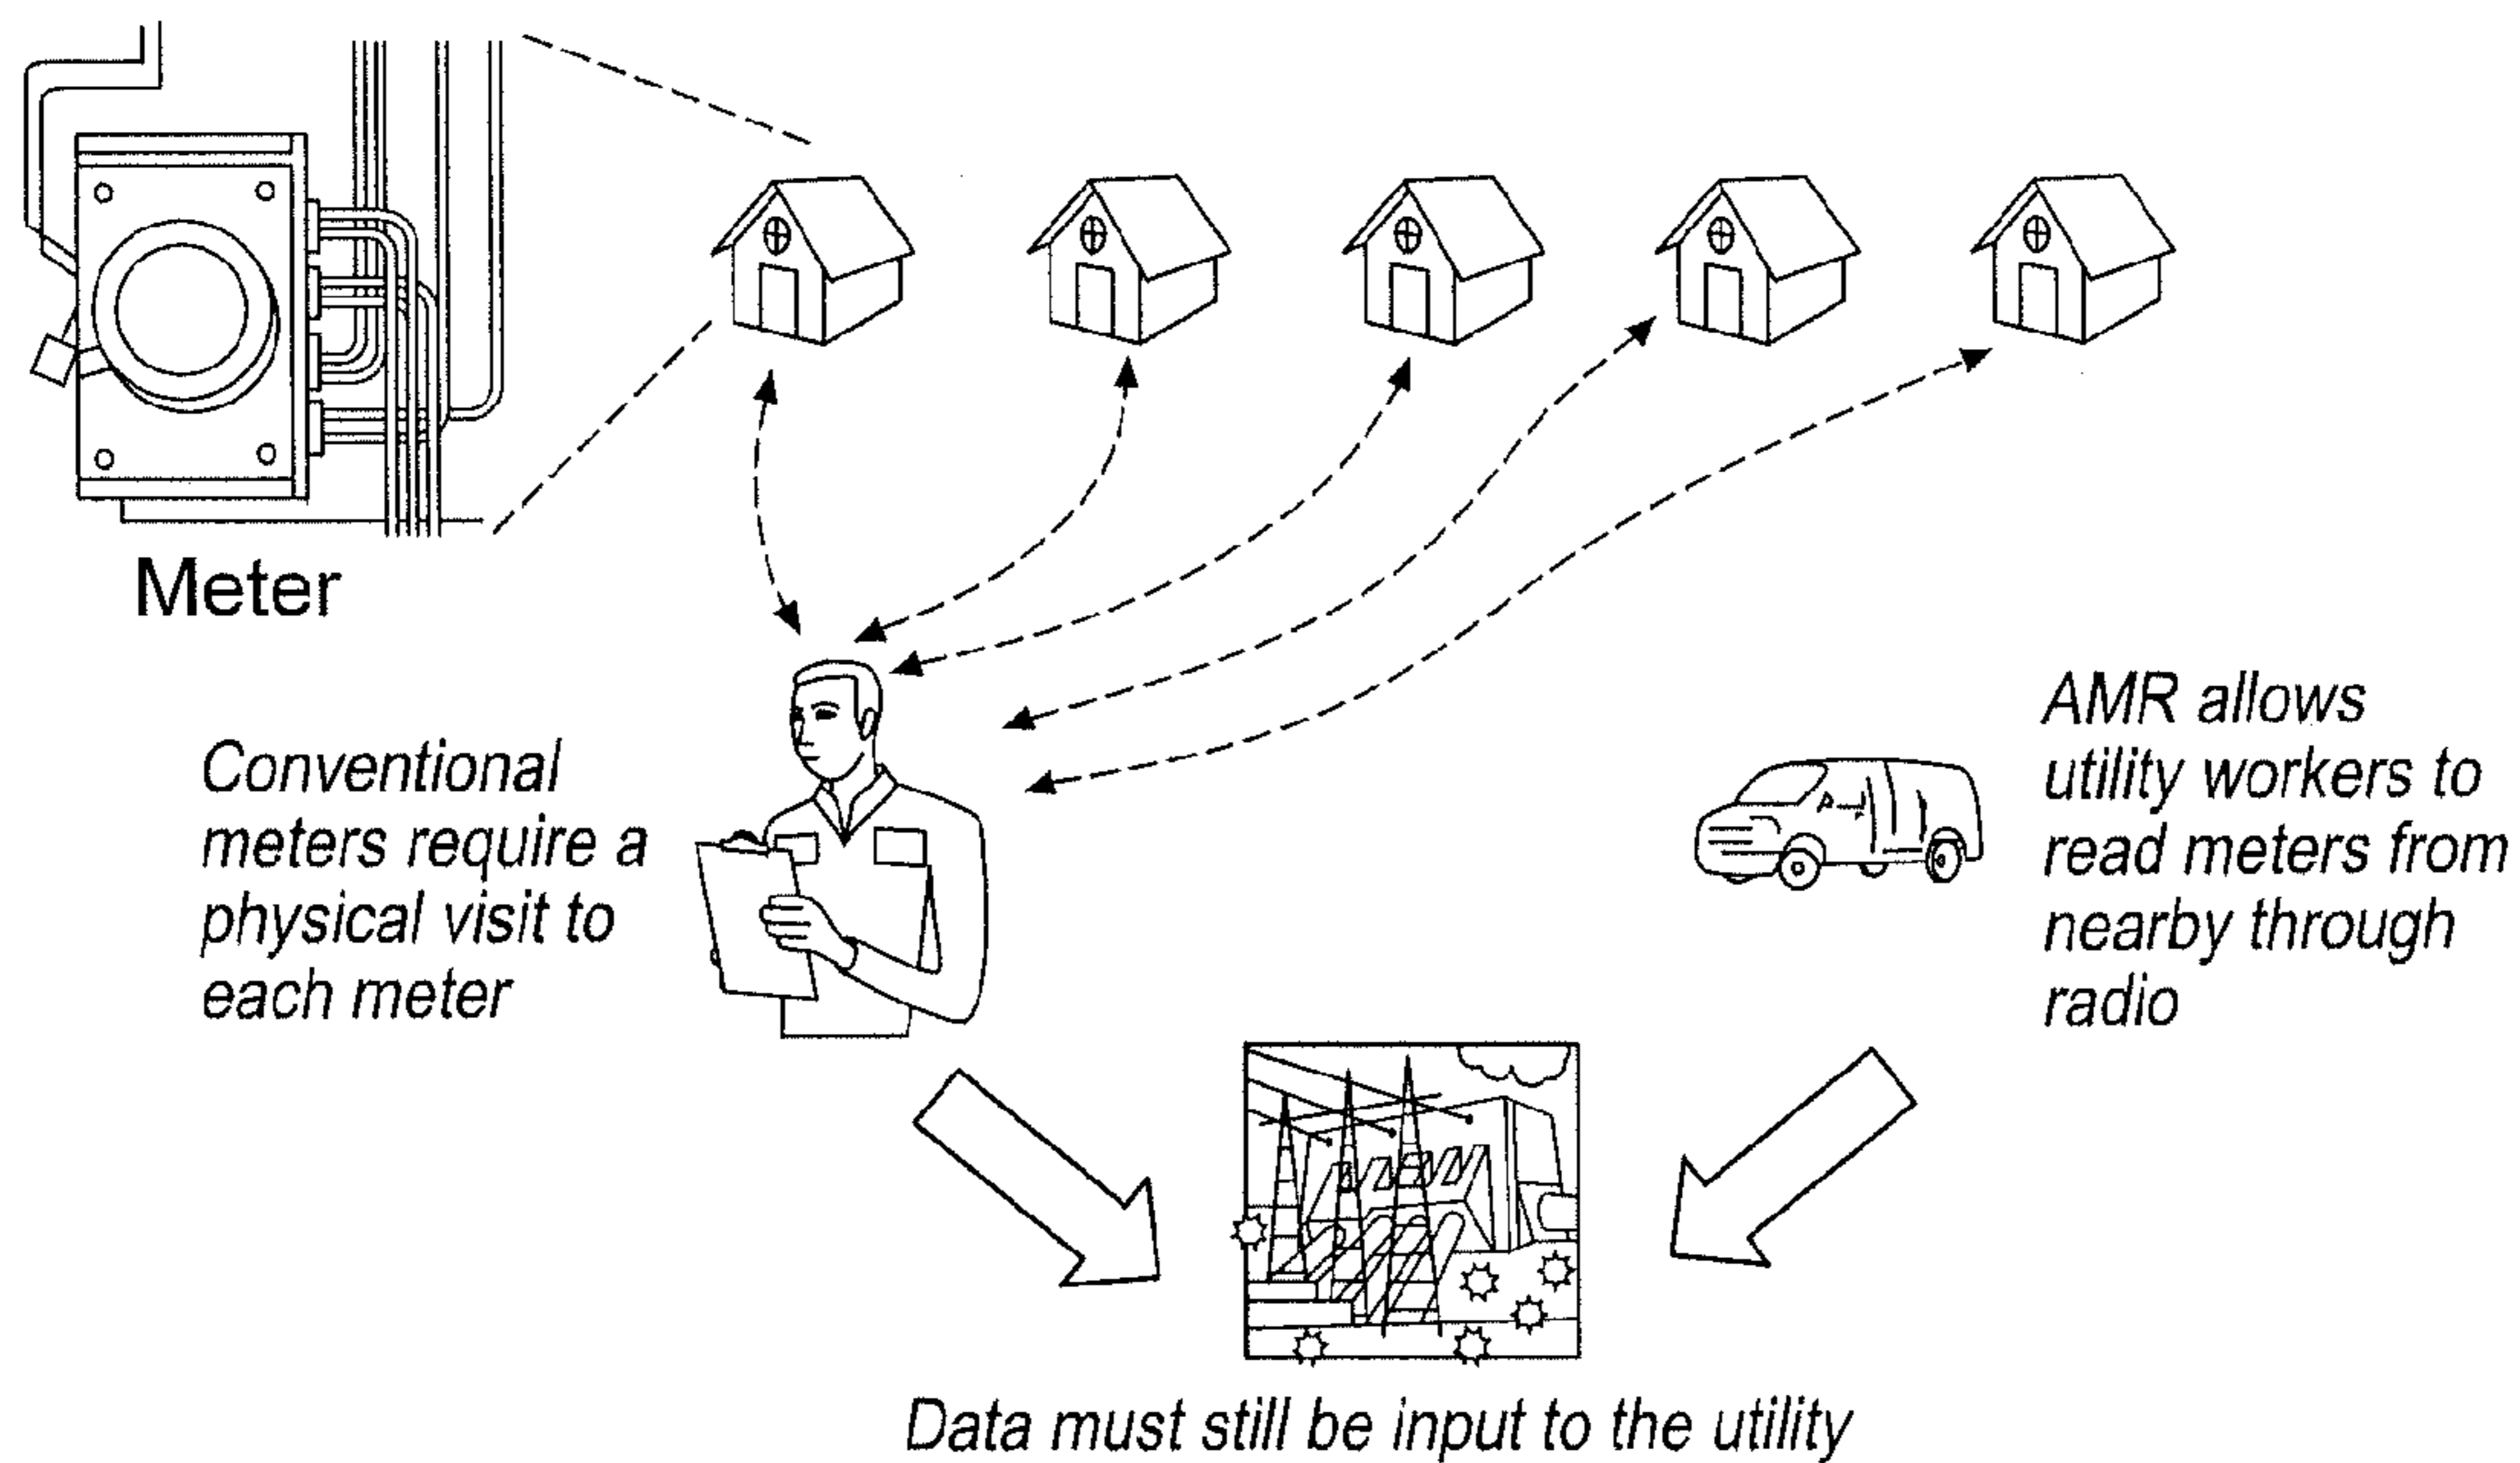 Meter
Conventional
meters require a
physical visit to
each meter
AMR allows
utility workers to
read meters from
nearby through
radio
Data must still be input to the utility